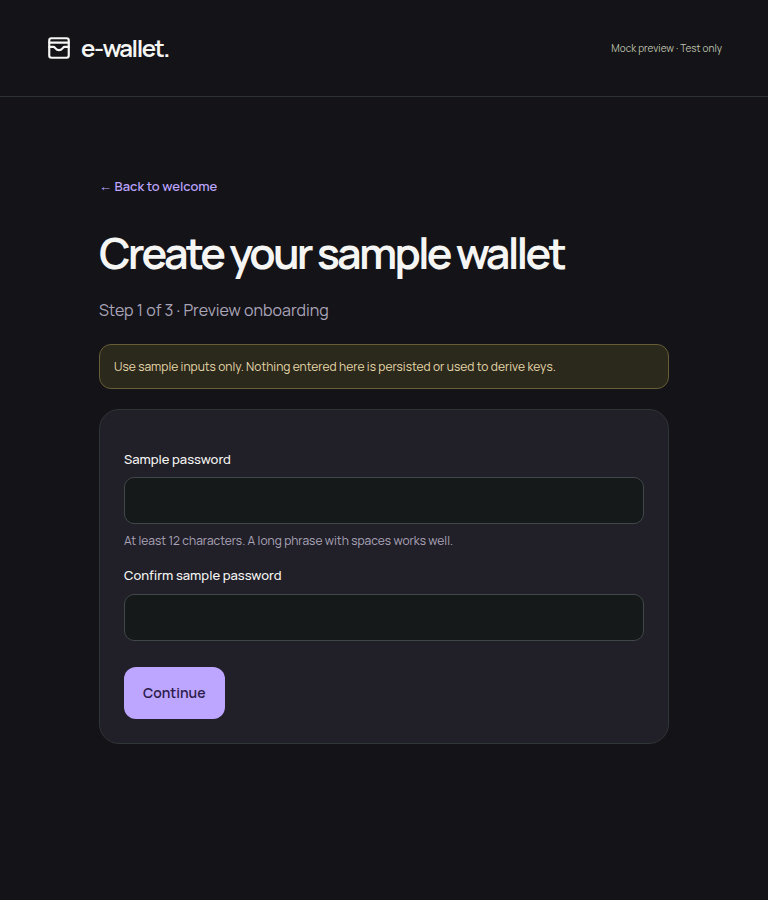 e-wallet.
Mock preview · Test only
← Back to welcome
Create your sample wallet
Step 1 of 3 · Preview onboarding
Use sample inputs only. Nothing entered here is persisted or used to derive keys.
Sample password
At least 12 characters. A long phrase with spaces works well.
Confirm sample password
Continue